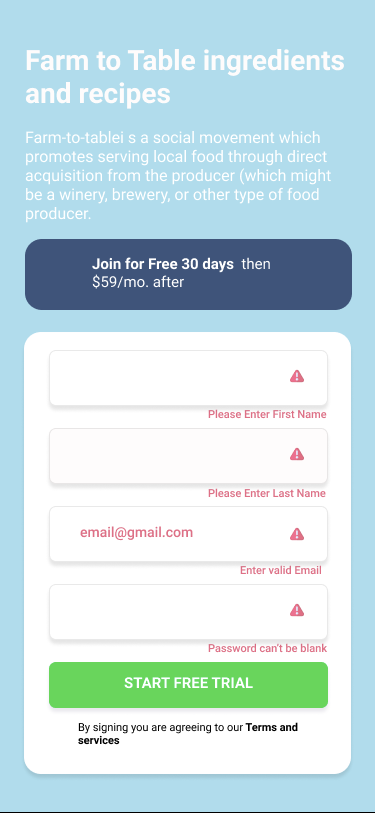 Farm to Table ingredients
and recipes
Farm-to-tablei s a social movement which
promotes serving local food through direct
acquisition from the producer (which might
be a winery, brewery, or other type of food
producer.
Join for Free 30 days then
$59/mo. after
Please Enter First Name
Please Enter Last Name
email@gmail.com
Enter valid Email
Password can't be blank
START FREE TRIAL
By signing you are agreeing to our Terms and
services